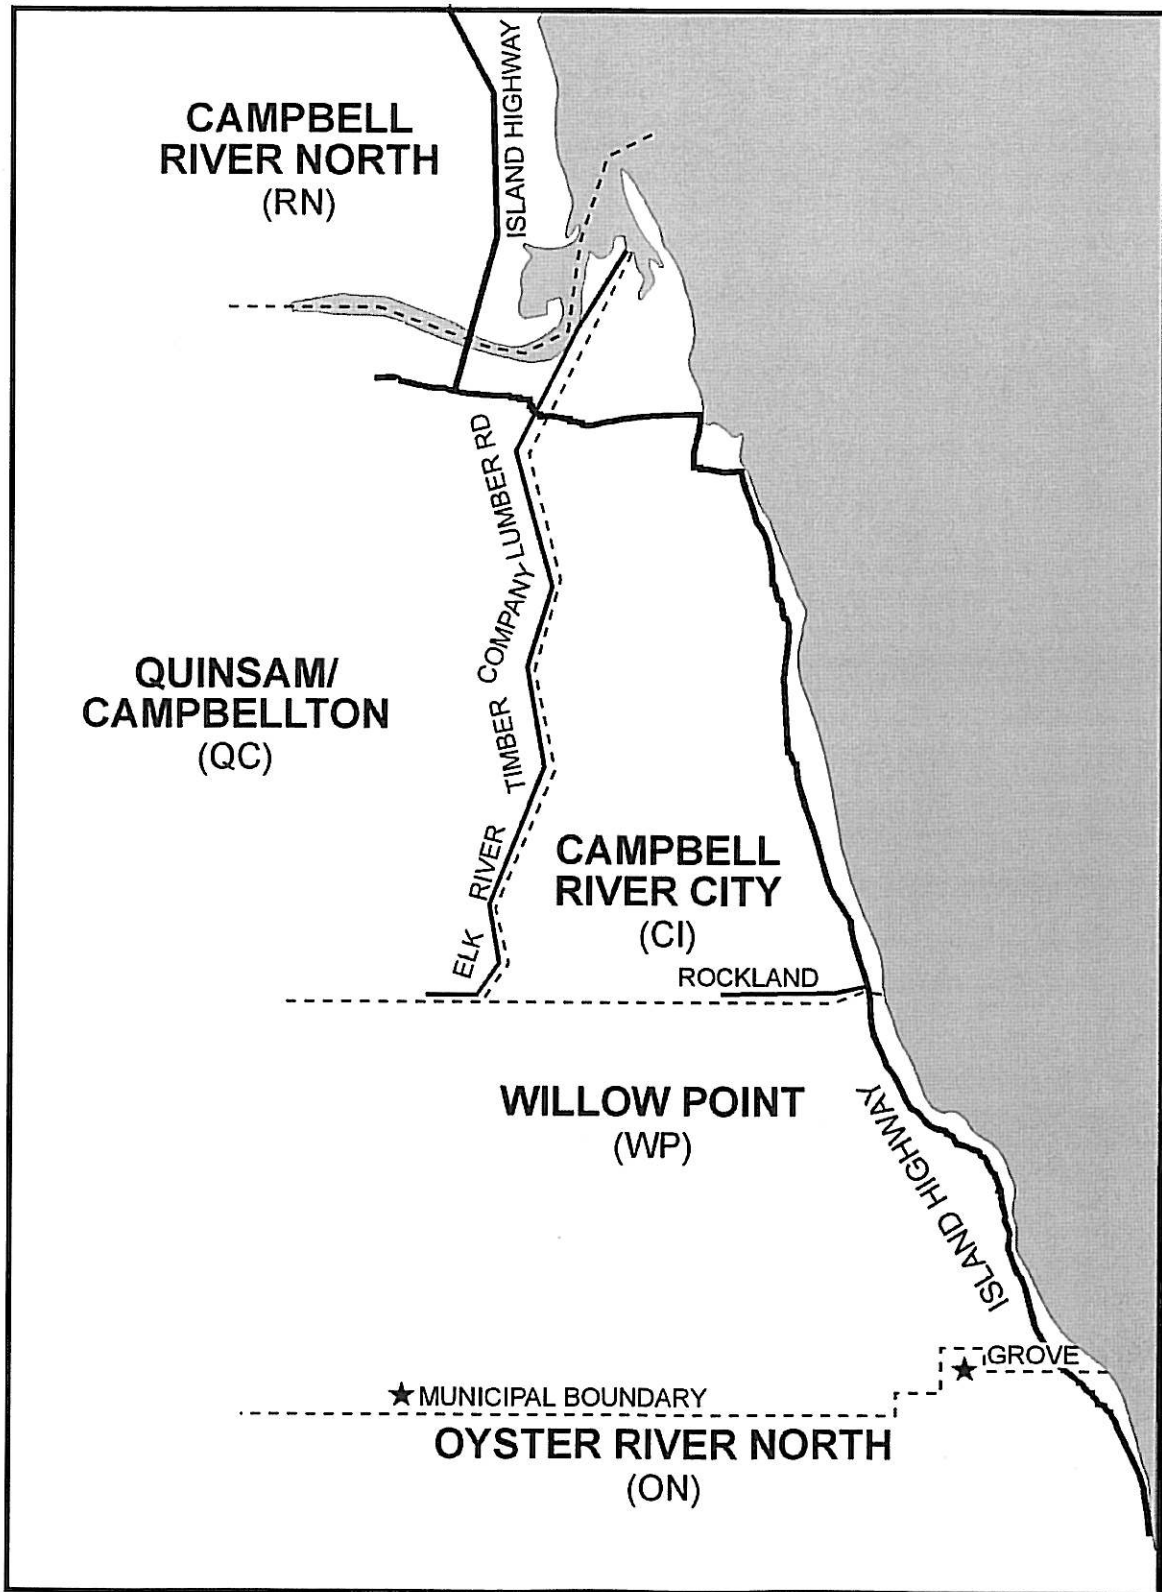 ISLAND HIGHWAY
CAMPBELL
RIVER NORTH
(RN)
ELK RIVER TIMBER COMPANY LUMBER RD
QUINSAM/
CAMPBELLTON
(QC)
CAMPBELL
RIVER CITY
(CI)
ROCKLAND
WILLOW POINT
(WP)
ISLAND HIGHWAY
GROVE
★ MUNICIPAL BOUNDARY
OYSTER RIVER NORTH
(ON)